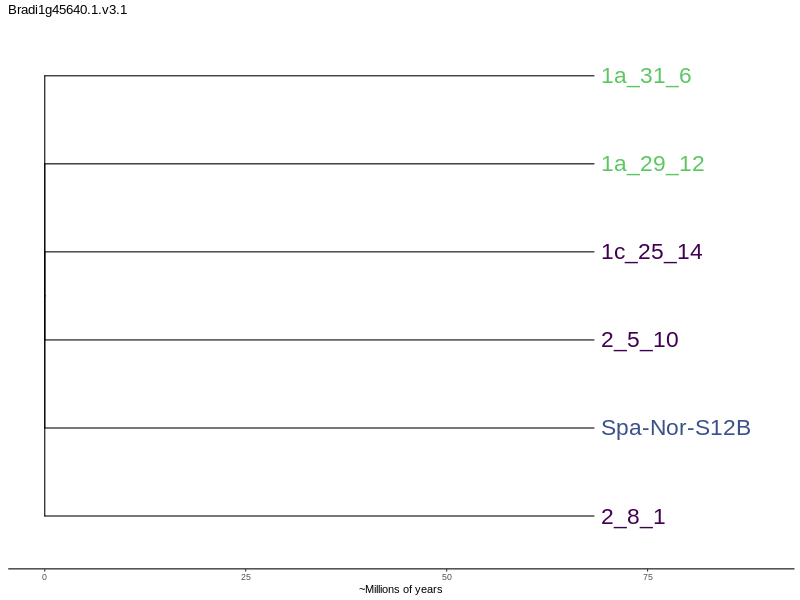 Bradi1g45640.1.v3.1
1a_31_6
1a_29_12
1c_25_14
2_5_10
Spa-Nor-S12B
2_8_1
0 25 50 75
~Millions of years